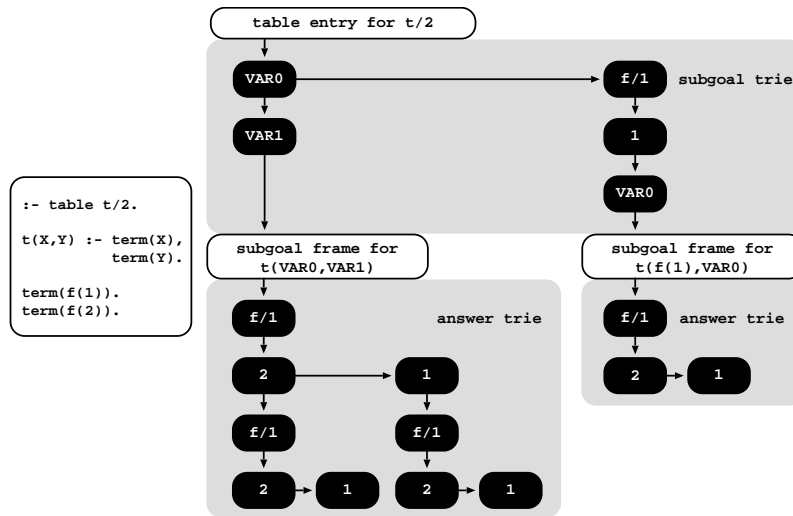 table entry for t/2
VAR0
f/1
subgoal trie
VAR1
1
VAR0
:- table t/2.
t(X,Y) :- term(X),
term(Y).
term(f(1)).
term(f(2)).
subgoal frame for
t(VAR0,VAR1)
subgoal frame for
t(f(1),VAR0)
f/1
answer trie
f/1
answer trie
2
1
2
1
f/1
f/1
2
1
2
1